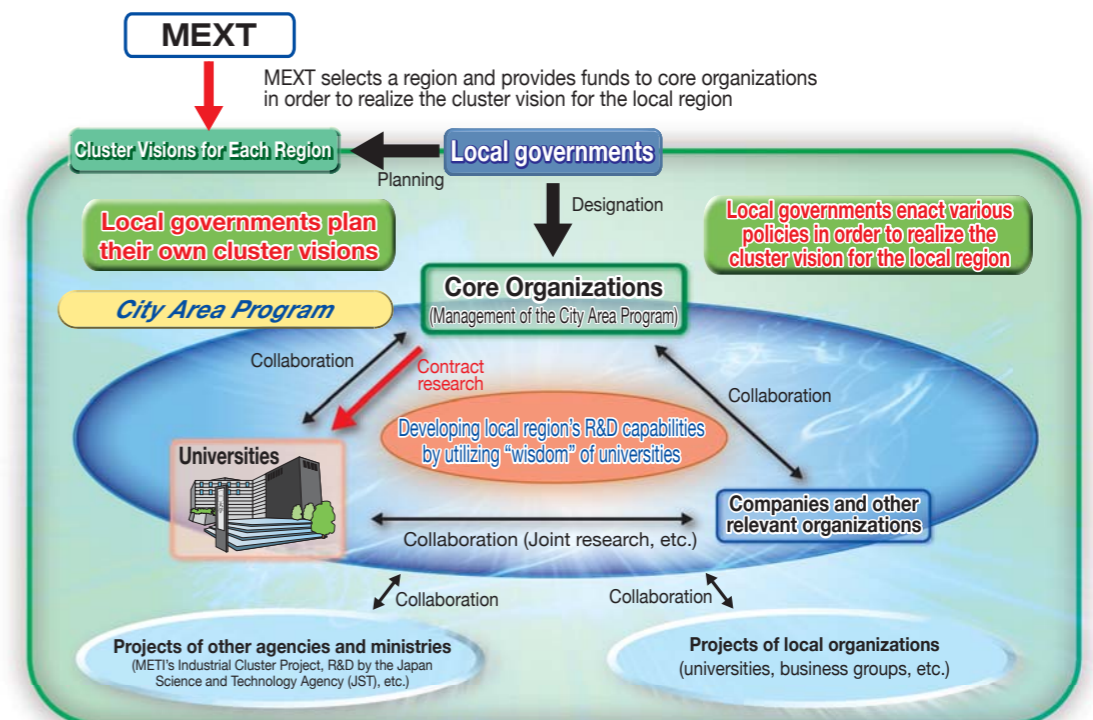 MEXT
MEXT selects a region and provides funds to core organizations
in order to realize the cluster vision for the local region
Cluster Visions for Each Region
Local governments
Planning
Designation
Local governments plan
their own cluster visions
Local governments enact various
policies in order to realize the
cluster vision for the local region
Core Organizations
(Management of the City Area Program)
City Area Program
Collaboration
Contract
research
Collaboration
Developing local region's R&D capabilities
by utilizing “wisdom” of universities
Universities
Companies and other
relevant organizations
Collaboration (Joint research, etc.)
Collaboration
Collaboration
Projects of other agencies and ministries
(METI's Industrial Cluster Project, R&D by the Japan
Science and Technology Agency (JST), etc.)
Projects of local organizations
(universities, business groups, etc.)